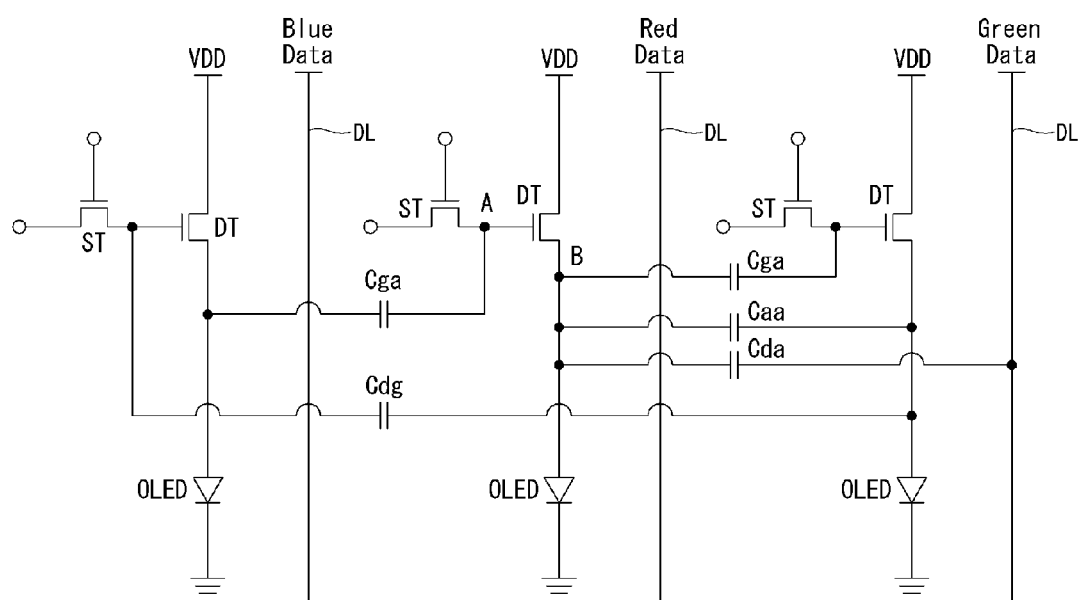 Blue
Data
Red
Data
Green
Data
VDD
VDD
VDD
DL
DL
DL
ST
DT
ST
A
DT
B
ST
DT
Cga
Cga
Caa
Cda
Cdg
OLED
OLED
OLED